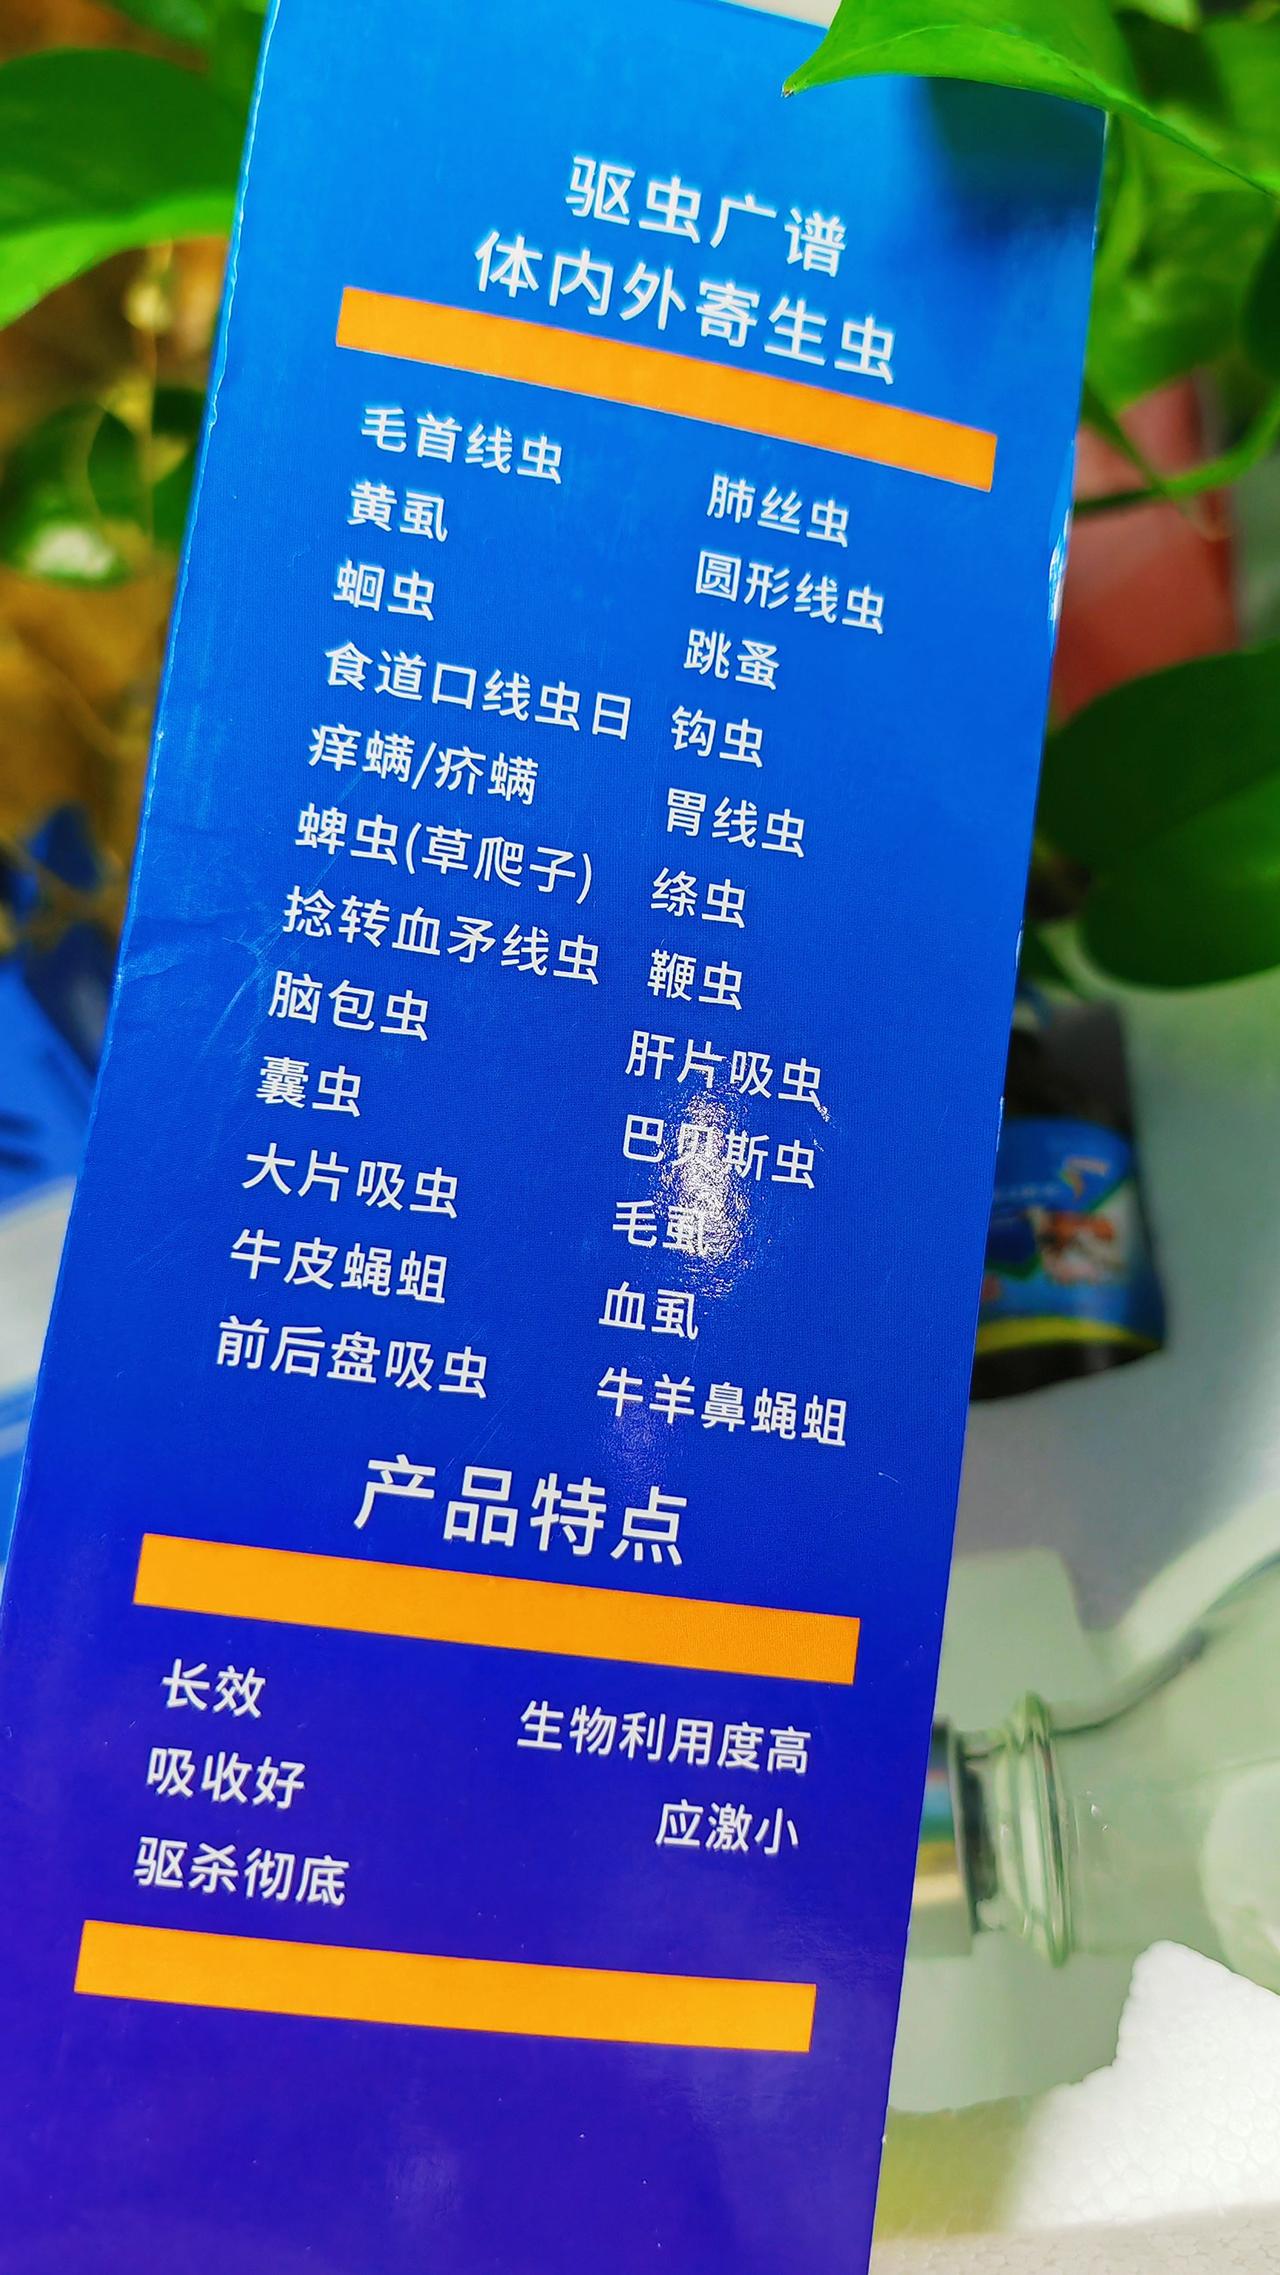 驱虫广谱
体内外寄生虫
毛首线虫
黄虱
蛔虫
食道口线虫日
痒螨/疥螨
蜱虫(草爬子)
捻转血矛线虫
脑包虫
囊虫
大片吸虫
牛皮蝇蛆
前后盘吸虫
肺丝虫
圆形线虫
跳蚤
钩虫
胃线虫
绦虫
鞭虫
肝片吸虫
巴贝斯虫
毛虱
血虱
牛羊鼻蝇蛆
产品特点
长效
吸收好
驱杀彻底
生物利用度高
应激小